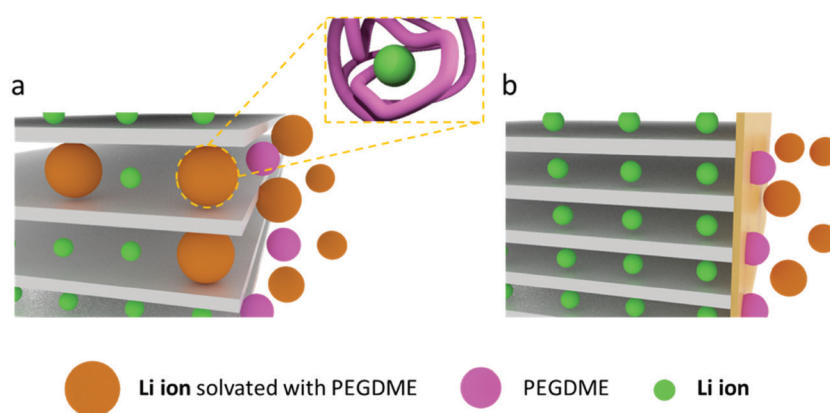 a
b
Li ion solvated with PEGDME
PEGDME
Li ion